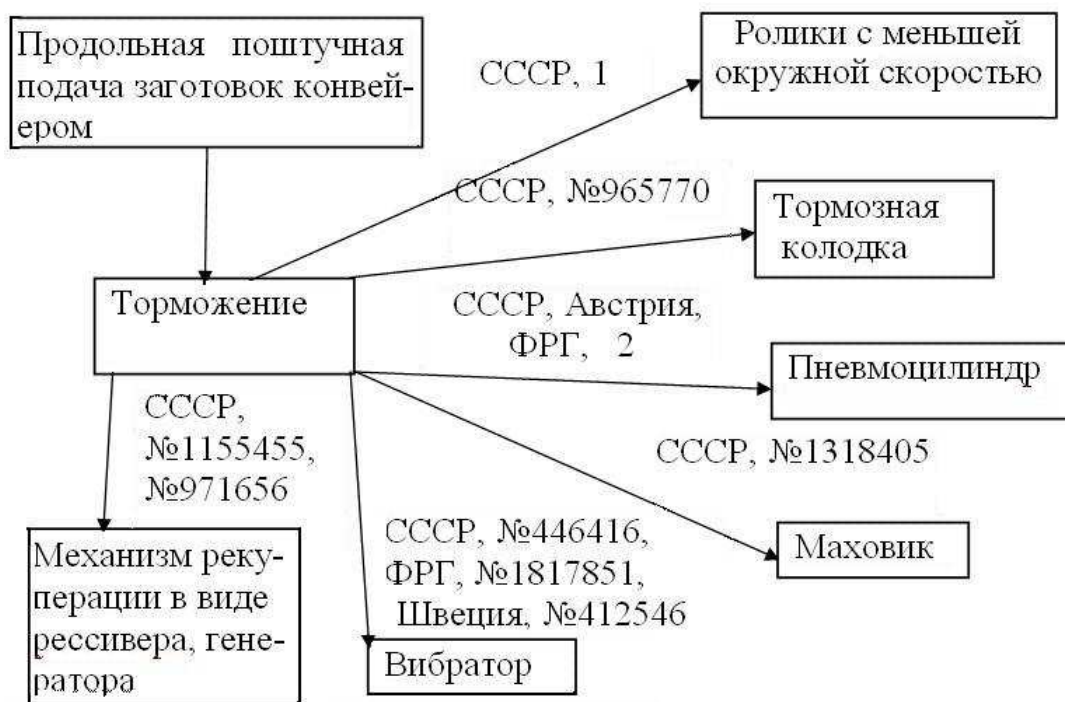 Продольная поштучная
подача заготовок конвей-
ером
Ролики с меньшей
окружной скоростью
СССР, 1
СССР, №965770
Тормозная
колодка
Торможение
СССР, Австрия,
ФРГ, 2
Пневмоцилиндр
СССР,
№1155455,
№971656
СССР, №1318405
СССР, №446416,
ФРГ, №1817851,
Швеция, №412546
Маховик
Механизм реку-
перации в виде
рессивера, гене-
ратора
Вибратор